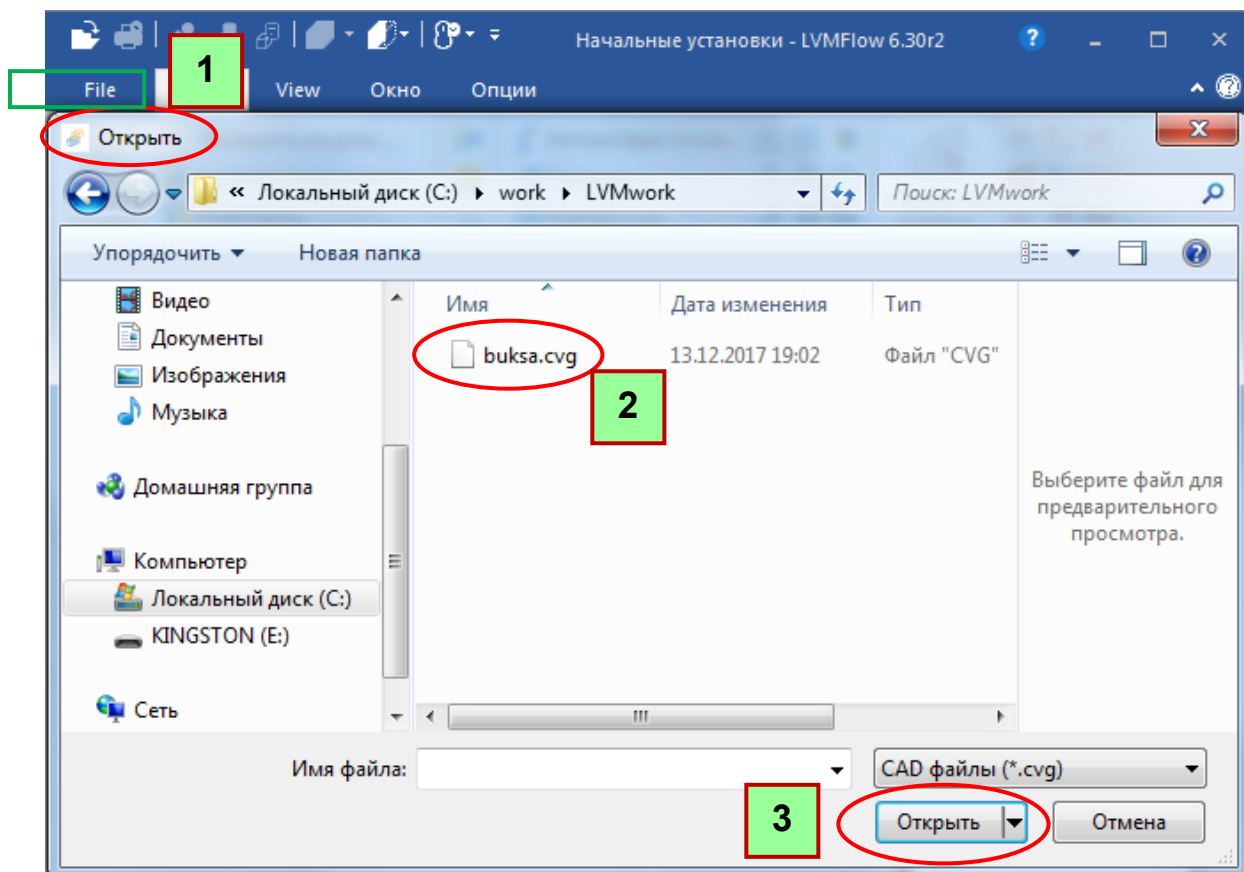 Начальные установки - LVMFlow 6.30r2
1
File View Окно Опции
Открыть
« Локальный диск (C:) work LVMwork Поиск: LVMwork
Упорядочить Новая папка
Видео
Документы
Изображения
Музыка
Домашняя группа
Компьютер
Локальный диск (C:)
KINGSTON (E:)
Сеть
Имя Дата изменения Тип
buksa.cvg 13.12.2017 19:02 Файл "CVG"
2
Выберите файл для
предварительного
просмотра.
Имя файла: CAD файлы (*.cvg)
3
Открыть Отмена